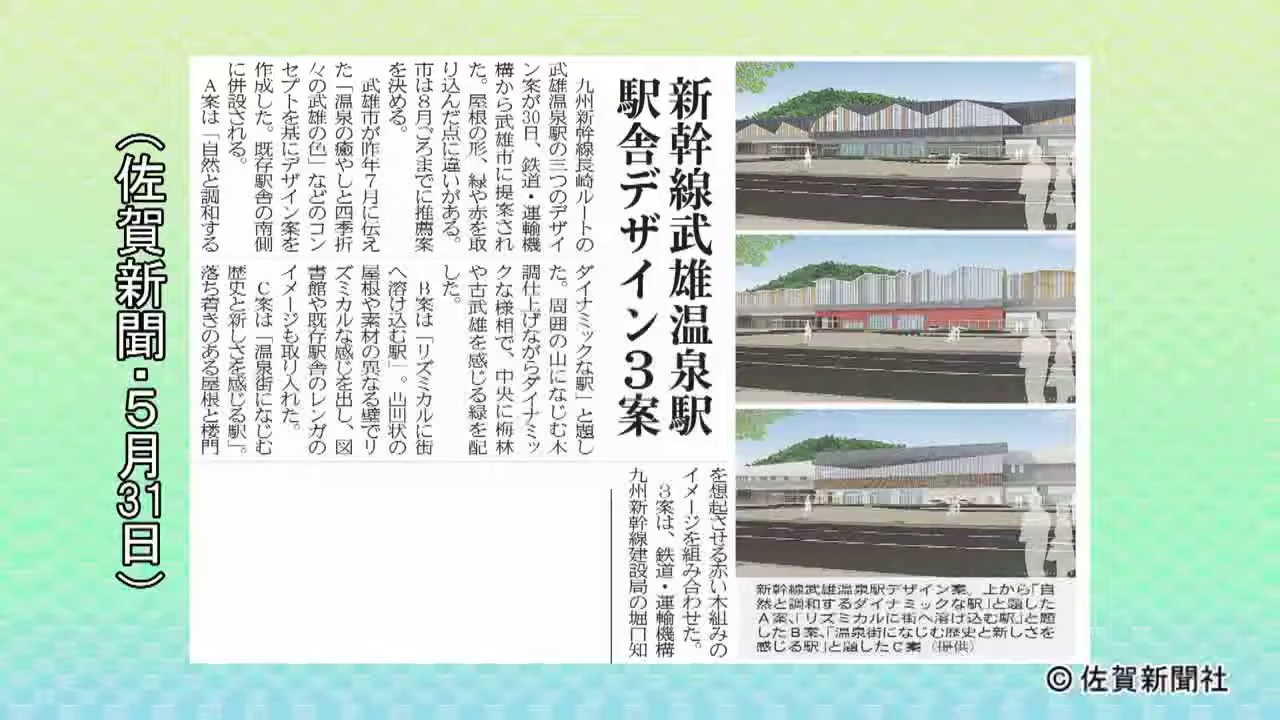 新幹線武雄温泉駅
駅舎デザイン3案
九州新幹線長崎ルートの
武雄温泉駅の三つのデザイ
ン案が30日、鉄道・運輸機
構から武雄市に提案され
た。屋根の形、緑や赤を取
り込んだ点に違いがある。
市は8月ごろまでに推薦案
を決める。
武雄市が昨年7月に伝え
た「温泉の癒やしと四季折
々の武雄の色」などのコン
セプトを基にデザイン案を
作成した。既存駅舎の南側
に併設される。
A案は「自然と調和する
ダイナミックな駅」と題し
た。周囲の山になじむ木
調仕上げながらダイナミッ
クな様相で、中央に梅林
や古武雄を感じる緑を配
した。
B案は「リズミカルに街
へ溶け込む駅」。山田状の
屋根や素材の異なる壁でリ
ズミカルな感じを出し、図
書館や既存駅舎のレンガの
イメージも取り入れた。
C案は「温泉街になじむ
歴史と新しさを感じる駅」。
落ち着きのある屋根と楼門
を想起させる赤い木組みの
イメージを組み合わせた。
3案は、鉄道・運輸機構
九州新幹線建設局の堀口知
新幹線武雄温泉駅デザイン案。上から「自
然と調和するダイナミックな駅」と題した
A案、「リズミカルに街へ溶け込む駅」と題
したB案、「温泉街になじむ歴史と新しさを
感じる駅」と題したC案(提供)
(佐賀新聞・5月31日)
© 佐賀新聞社